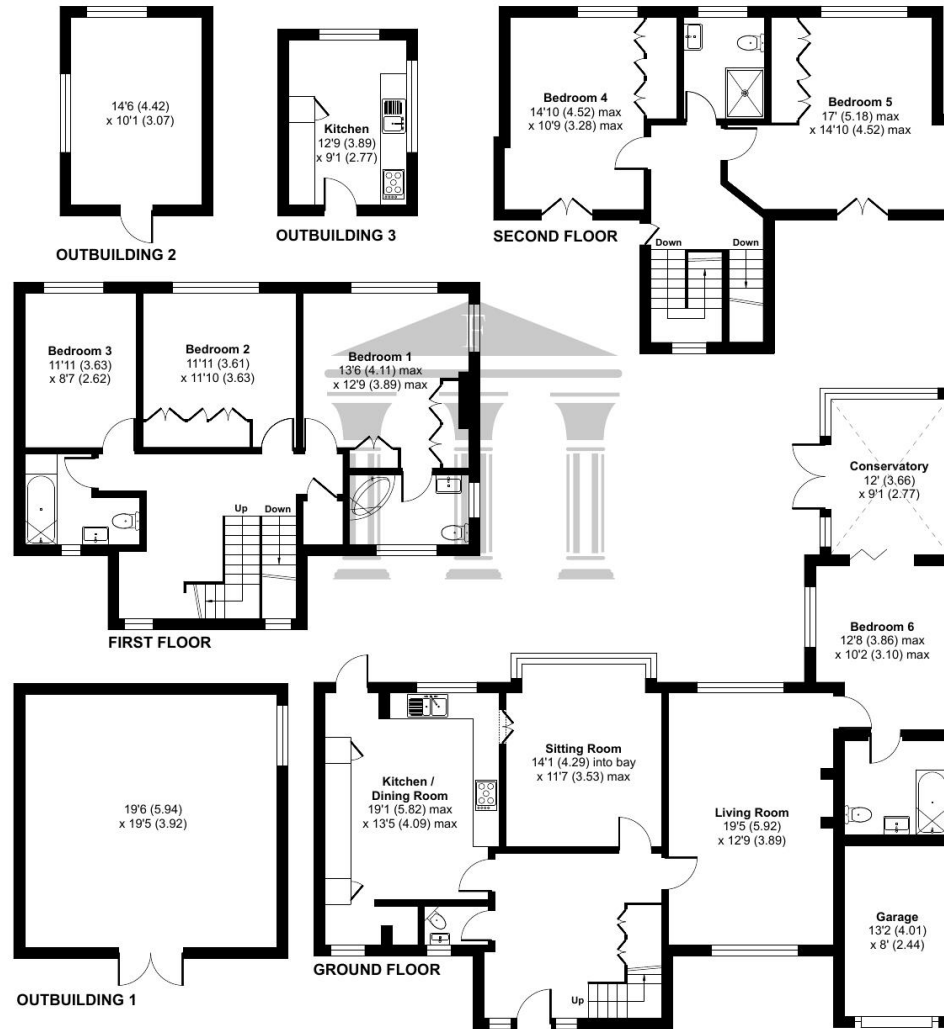 14'6 (4.42)
x 10'1 (3.07)
OUTBUILDING 2
Kitchen
12'9 (3.89)
x 9'1 (2.77)
OUTBUILDING 3
Bedroom 4
14'10 (4.52) max
x 10'9 (3.28) max
Bedroom 5
17' (5.18) max
x 14'10 (4.52) max
Down
Down
SECOND FLOOR
Bedroom 3
11'11 (3.63)
x 8'7 (2.62)
Bedroom 2
11'11 (3.61)
x 11'10 (3.63)
F
Bedroom 1
13'6 (4.11) max
x 12'9 (3.89) max
Up
Down
FIRST FLOOR
Conservatory
12' (3.66)
x 9'1 (2.77)
Bedroom 6
12'8 (3.86) max
x 10'2 (3.10) max
19'6 (5.94)
x 19'5 (3.92)
OUTBUILDING 1
Kitchen /
Dining Room
19'1 (5.82) max
x 13'5 (4.09) max
Sitting Room
14'1 (4.29) into bay
x 11'7 (3.53) max
Living Room
19'5 (5.92)
x 12'9 (3.89)
Garage
13'2 (4.01)
x 8' (2.44)
Up
GROUND FLOOR